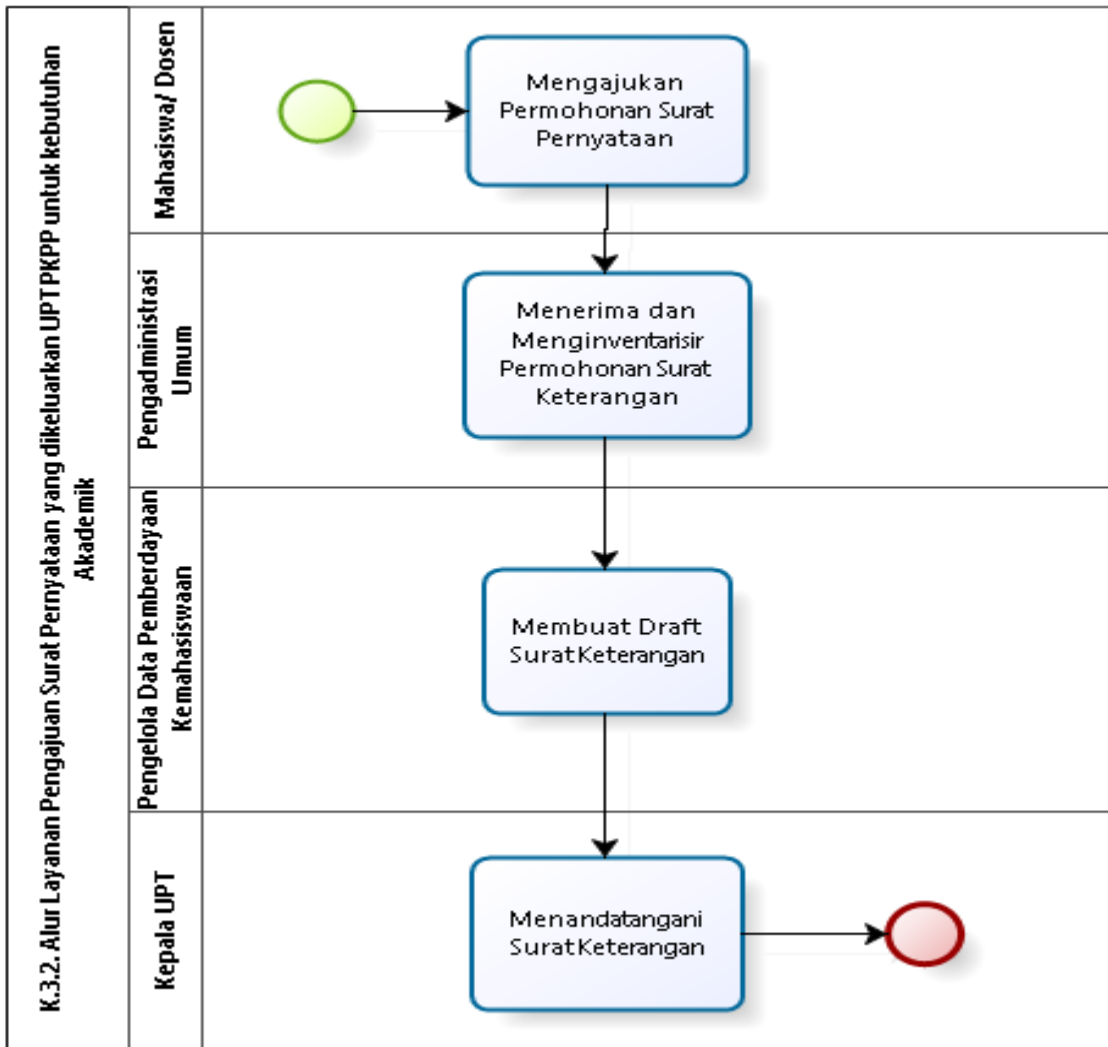 K.3.2. Alur Layanan Pengajuan Surat Pernyataan yang dikeluarkan UPT PKPP untuk kebutuhan
Akademik
Mahasiswa/ Dosen
Mengajukan
Permohonan Surat
Pernyataan
Pengadministrasi
Umum
Menerima dan
Menginventarisir
Permohonan Surat
Keterangan
Pengelola Data Pemberdayaan
Kemahasiswaan
Membuat Draft
Surat Keterangan
Kepala UPT
Menandatangani
Surat Keterangan